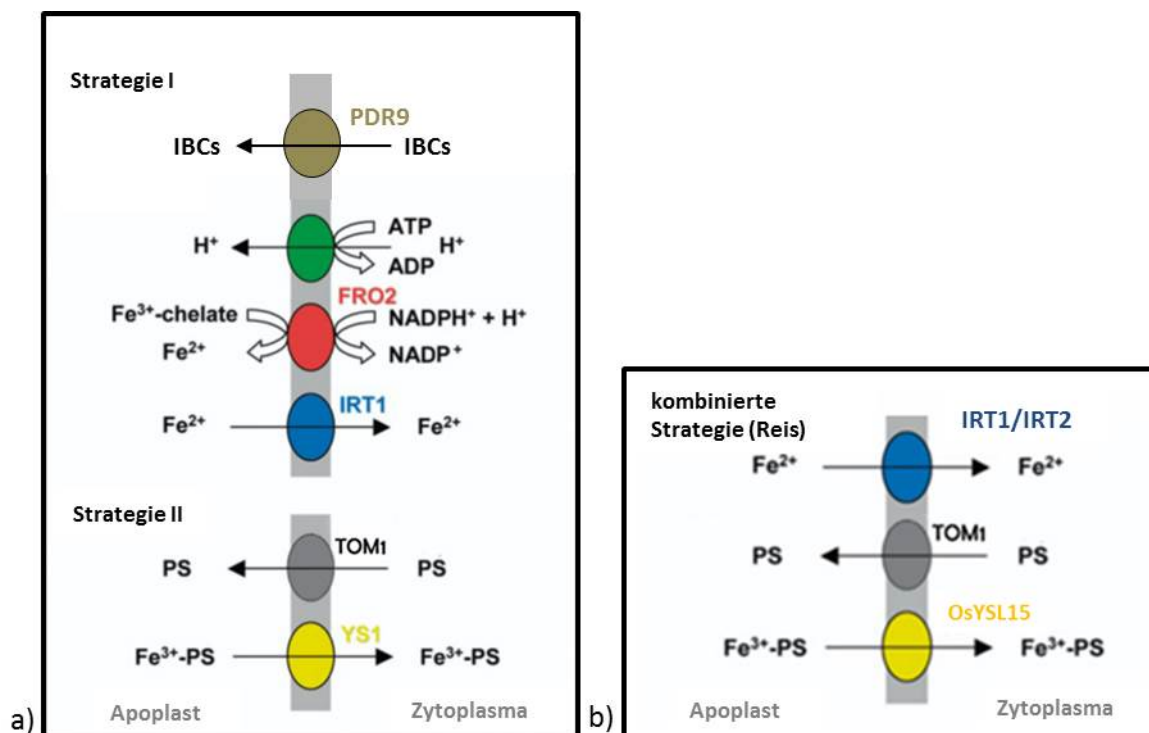 a)
Strategie I
PDR9
IBCs IBCs
ATP
H⁺ H⁺
ADP
FRO2
Fe³⁺-chelate NADPH⁺ + H⁺
Fe²⁺ NADP⁺
IRT1
Fe²⁺ Fe²⁺
Strategie II
TOM1
PS PS
YS1
Fe³⁺-PS Fe³⁺-PS
Apoplast Zytoplasma
b)
kombinierte
Strategie (Reis)
IRT1/IRT2
Fe²⁺ Fe²⁺
TOM1
PS PS
OsYSL15
Fe³⁺-PS Fe³⁺-PS
Apoplast Zytoplasma